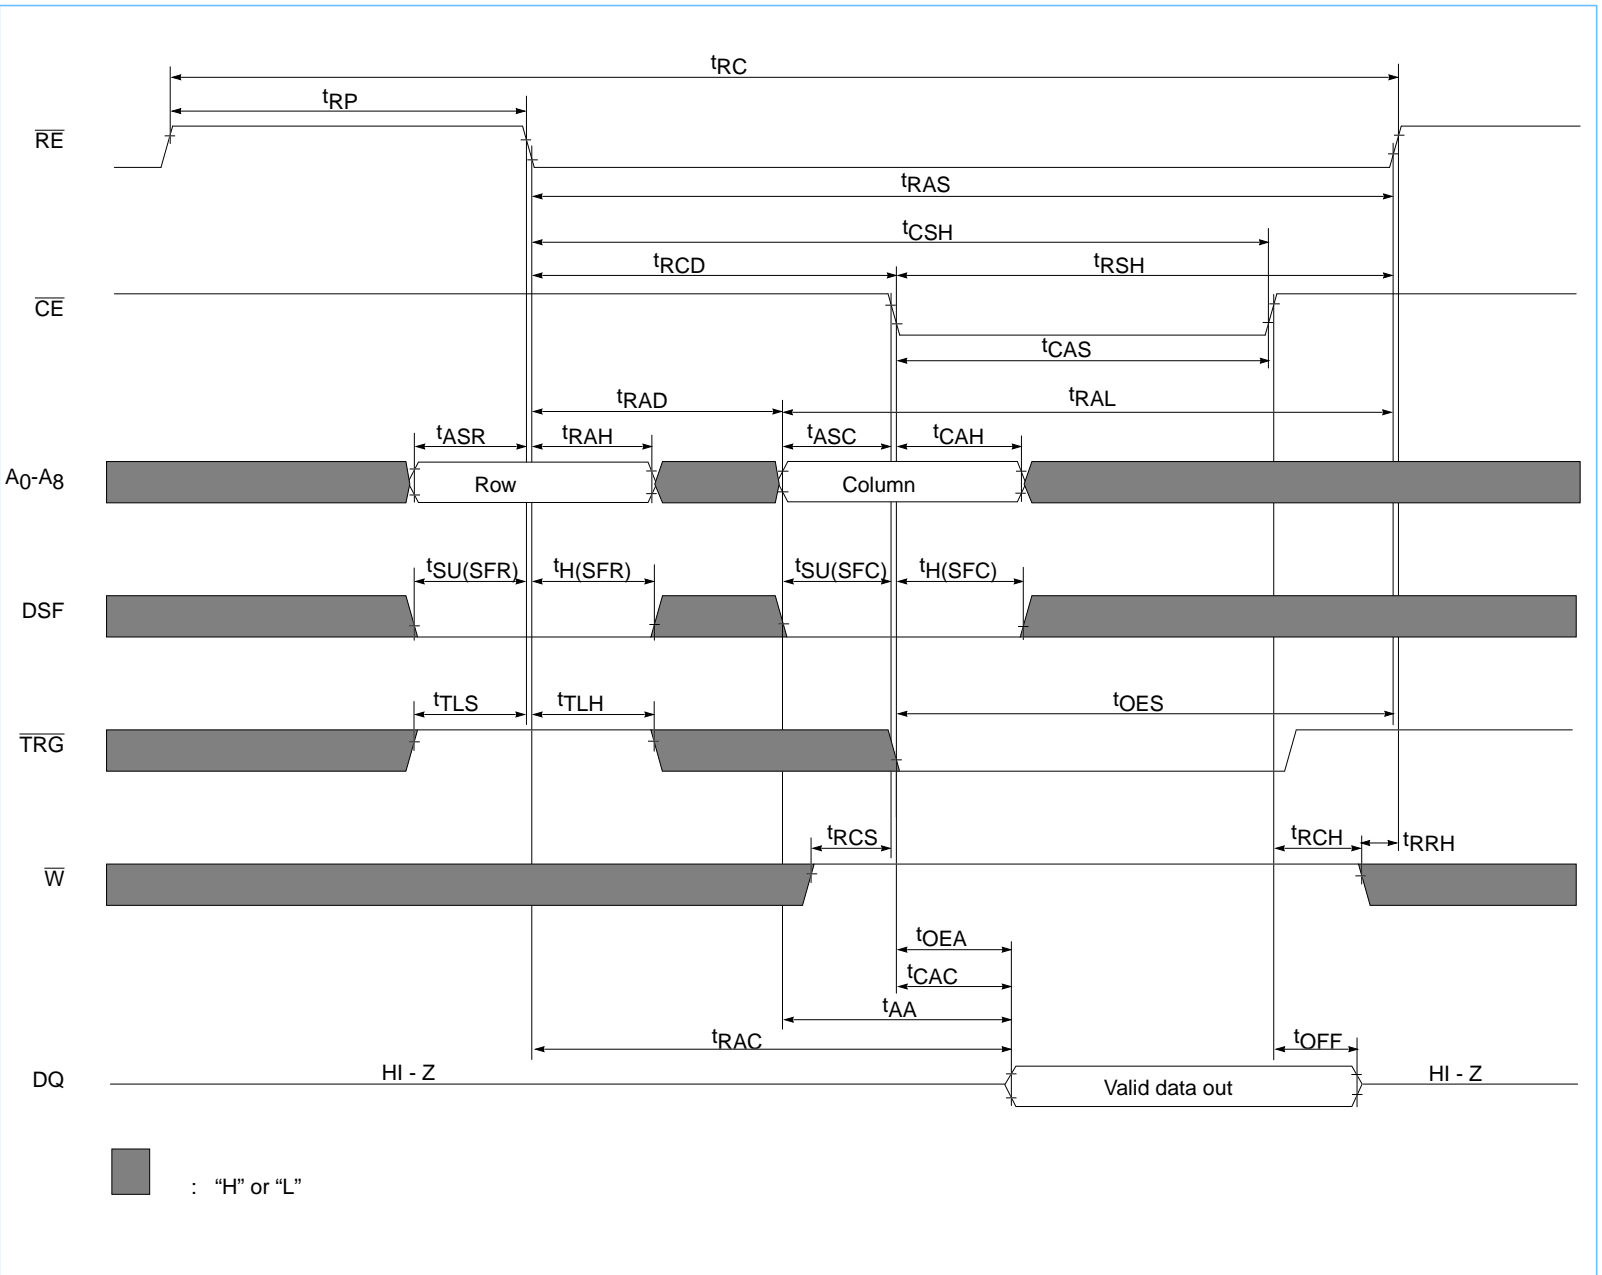 tRC
tRP
RE
tRAS
tCSH
tRCD tRSH
CE
tCAS
tRAD tRAL
tASR tRAH tASC tCAH
A0-A8 Row Column
tSU(SFR) tH(SFR) tSU(SFC) tH(SFC)
DSF
tTLS tTLH tOES
TRG
tRCS tRCH tRRH
W
tOEA
tCAC
tAA
tRAC tOFF
DQ HI - Z Valid data out HI - Z
: “H” or “L”